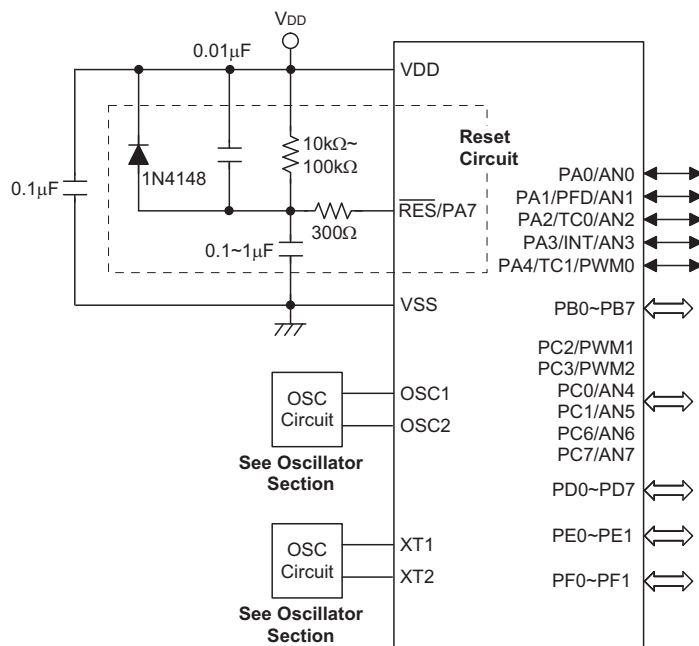 VDD
0.01μF
VDD
Reset
Circuit
10kΩ~
100kΩ
1N4148
0.1μF
RES/PA7
300Ω
0.1~1μF
VSS
OSC
Circuit
OSC1
OSC2
See Oscillator
Section
OSC
Circuit
XT1
XT2
See Oscillator
Section
PA0/AN0
PA1/PFD/AN1
PA2/TC0/AN2
PA3/INT/AN3
PA4/TC1/PWM0
PB0~PB7
PC2/PWM1
PC3/PWM2
PC0/AN4
PC1/AN5
PC6/AN6
PC7/AN7
PD0~PD7
PE0~PE1
PF0~PF1